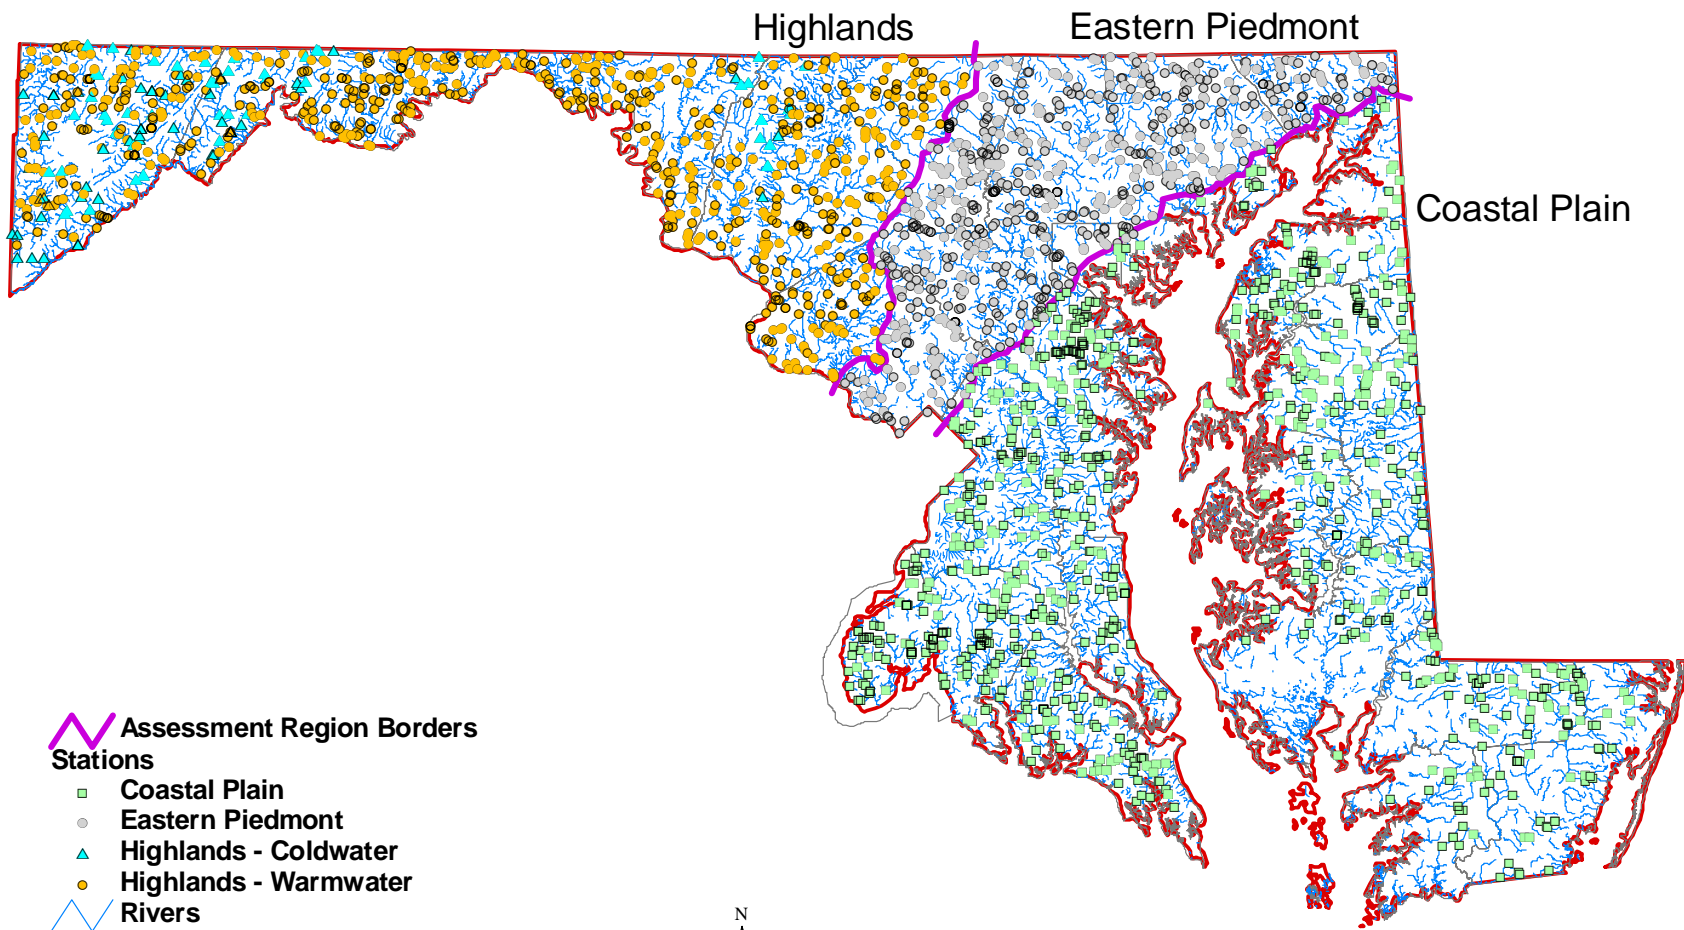 Highlands
Eastern Piedmont
Coastal Plain
Assessment Region Borders
Stations
Coastal Plain
Eastern Piedmont
Highlands - Coldwater
Highlands - Warmwater
Rivers
N